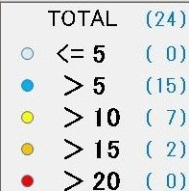 TOTAL (24)
<= 5 ( 0)
> 5 (15)
> 10 ( 7)
> 15 ( 2)
> 20 ( 0)